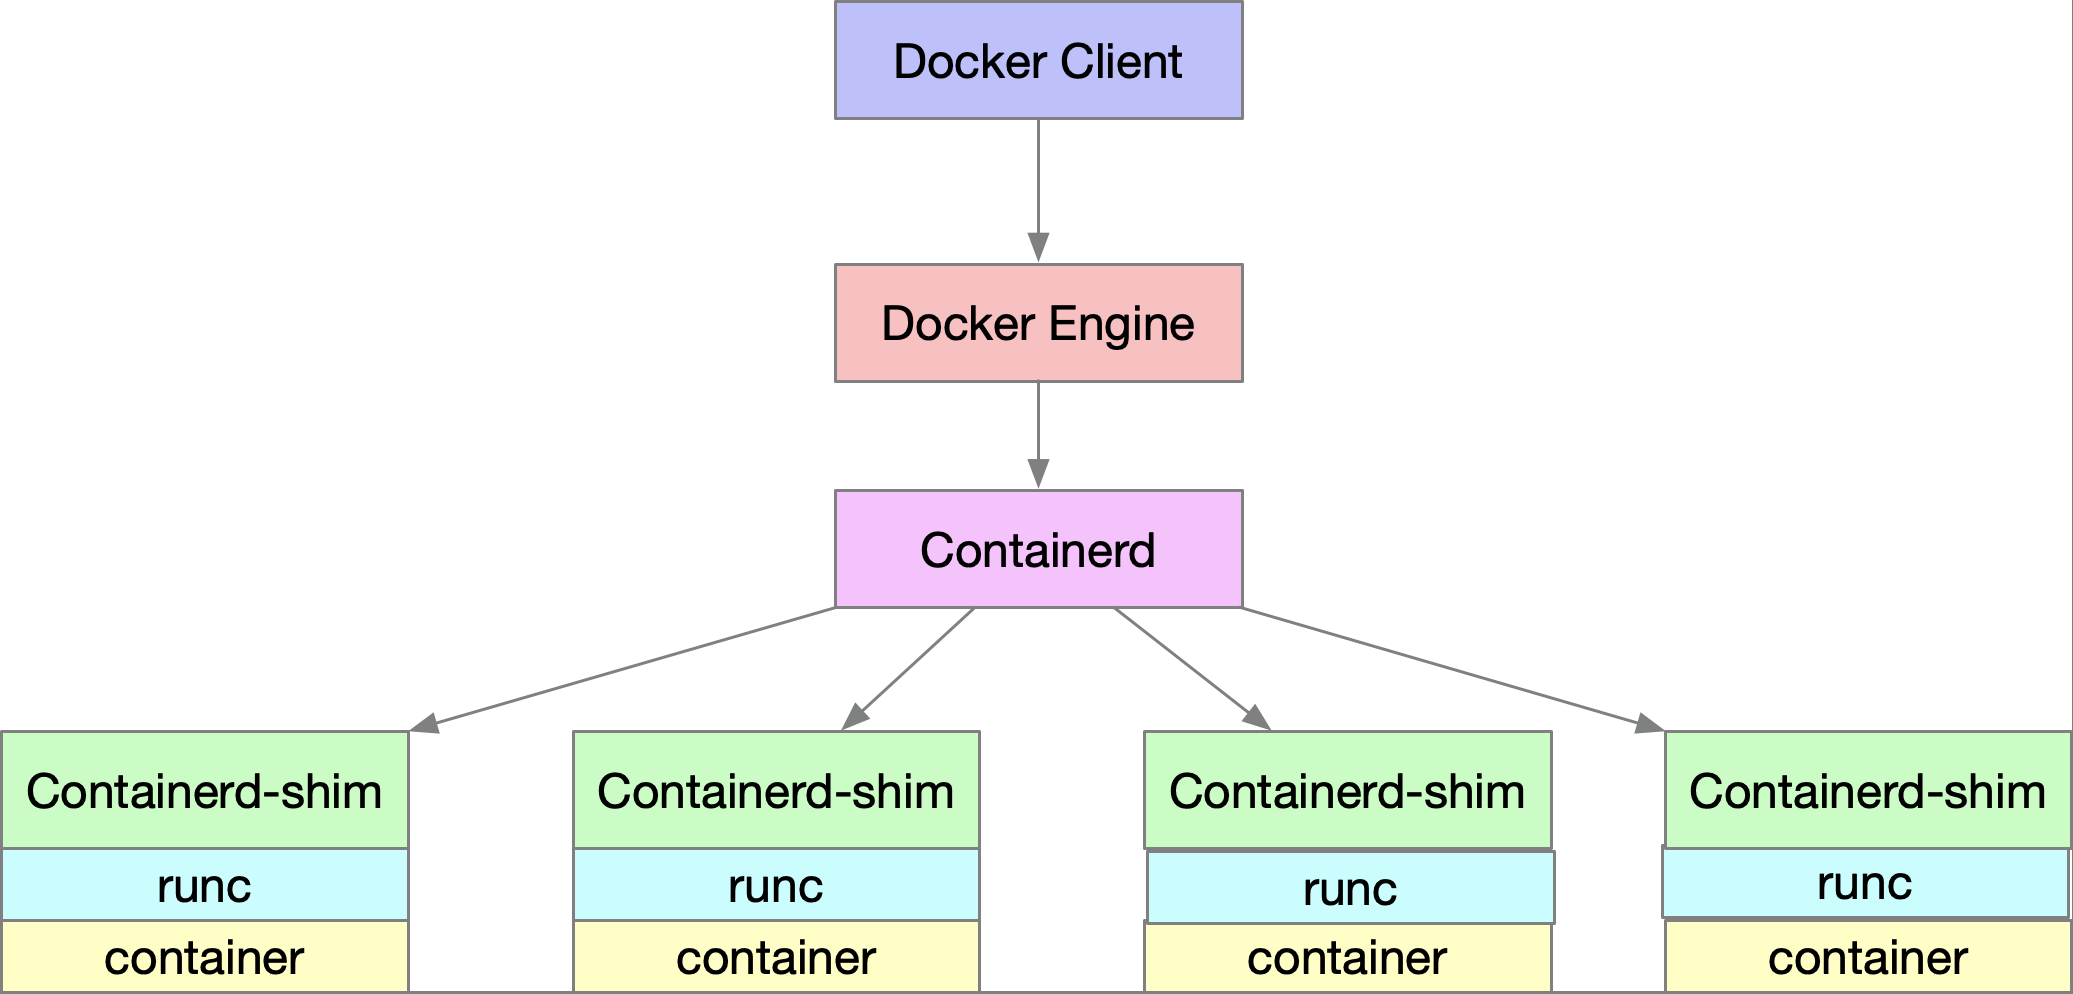 Docker Client
Docker Engine
Containerd
Containerd-shim
Containerd-shim
Containerd-shim
Containerd-shim
runc
runc
runc
runc
container
container
container
container